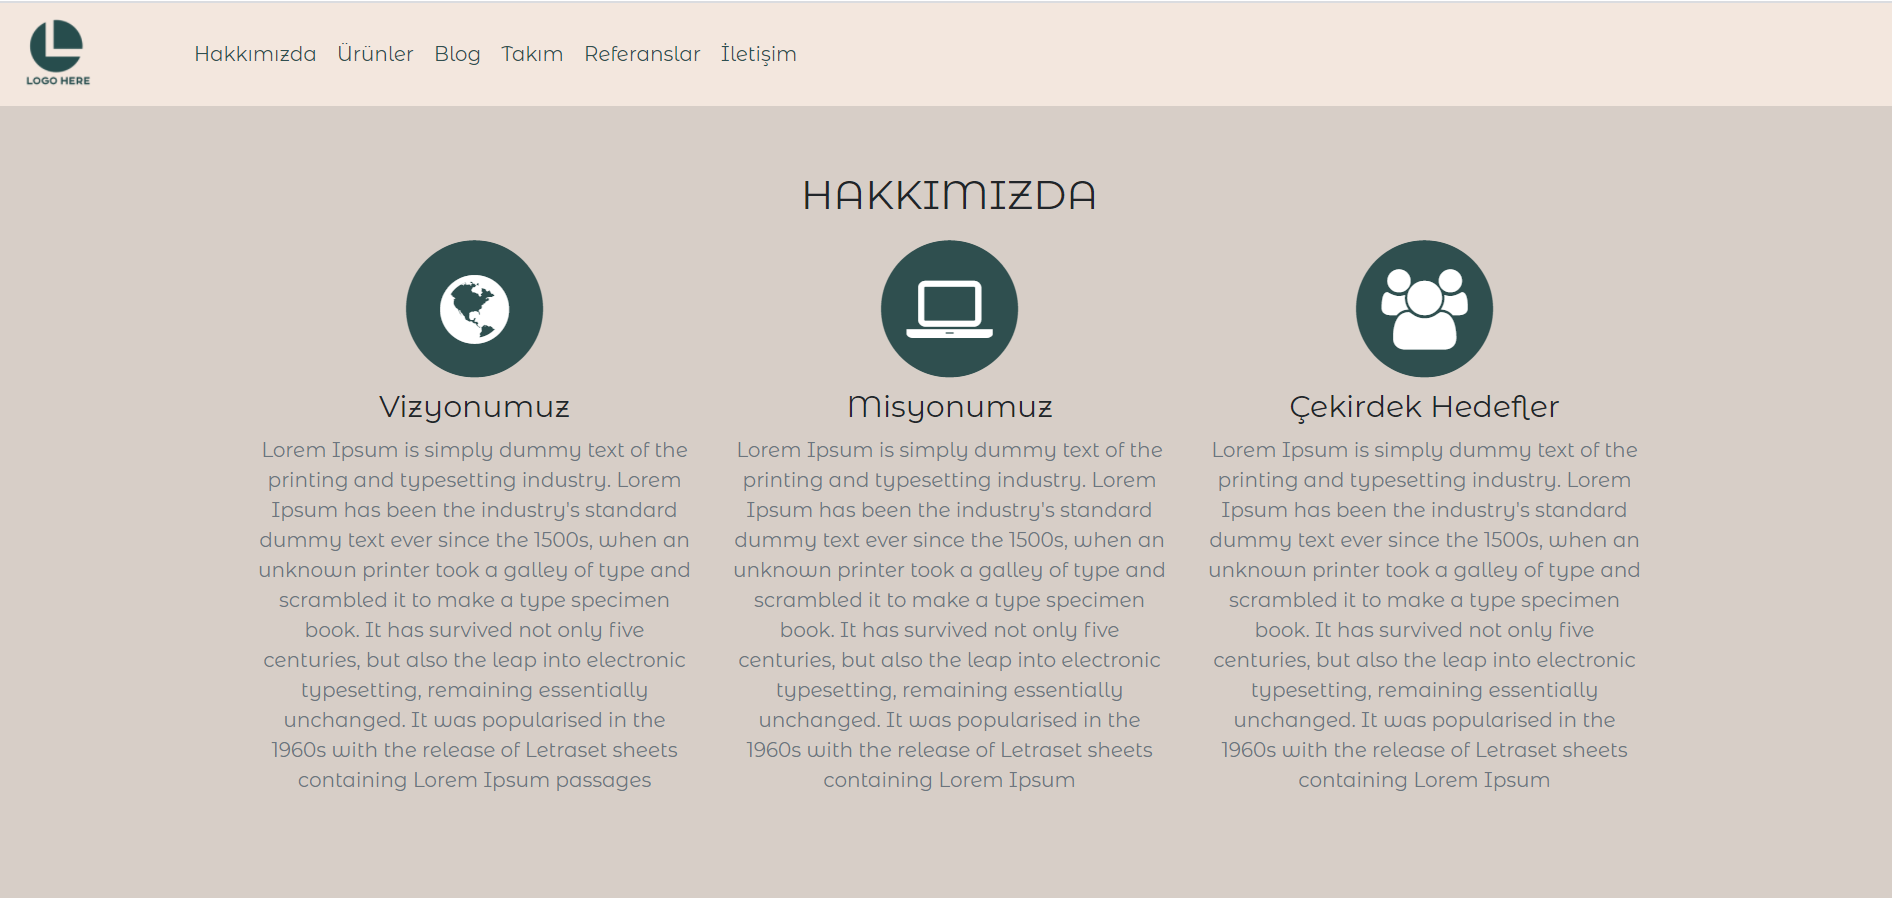 LOGO HERE
Hakkımızda Ürünler Blog Takım Referanslar İletişim
HAKKIMIZDA
Vizyonumuz
Lorem Ipsum is simply dummy text of the
printing and typesetting industry. Lorem
Ipsum has been the industry's standard
dummy text ever since the 1500s, when an
unknown printer took a galley of type and
scrambled it to make a type specimen
book. It has survived not only five
centuries, but also the leap into electronic
typesetting, remaining essentially
unchanged. It was popularised in the
1960s with the release of Letraset sheets
containing Lorem Ipsum passages
Misyonumuz
Lorem Ipsum is simply dummy text of the
printing and typesetting industry. Lorem
Ipsum has been the industry's standard
dummy text ever since the 1500s, when an
unknown printer took a galley of type and
scrambled it to make a type specimen
book. It has survived not only five
centuries, but also the leap into electronic
typesetting, remaining essentially
unchanged. It was popularised in the
1960s with the release of Letraset sheets
containing Lorem Ipsum
Çekirdek Hedefler
Lorem Ipsum is simply dummy text of the
printing and typesetting industry. Lorem
Ipsum has been the industry's standard
dummy text ever since the 1500s, when an
unknown printer took a galley of type and
scrambled it to make a type specimen
book. It has survived not only five
centuries, but also the leap into electronic
typesetting, remaining essentially
unchanged. It was popularised in the
1960s with the release of Letraset sheets
containing Lorem Ipsum